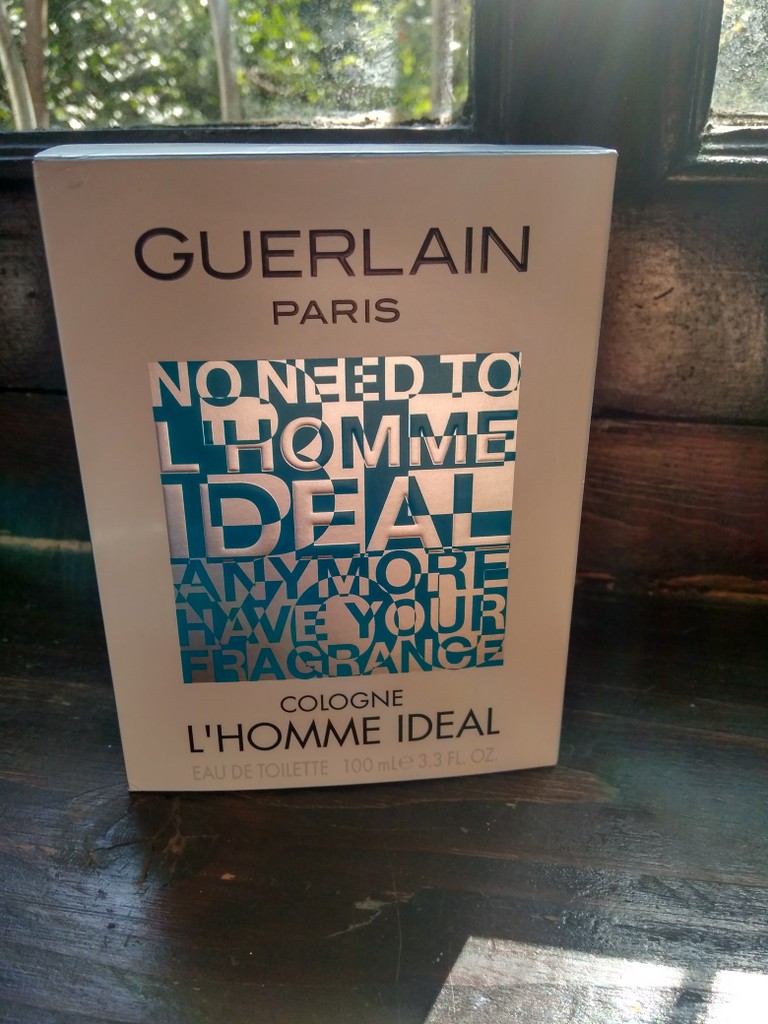 GUERLAIN
PARIS
NO NEED TO
L'HOMME
IDEAL
ANYMORE
HAVE YOUR
FRAGRANCE
COLOGNE
L'HOMME IDEAL
EAU DE TOILETTE 100 mL e 3.3 FL. OZ.